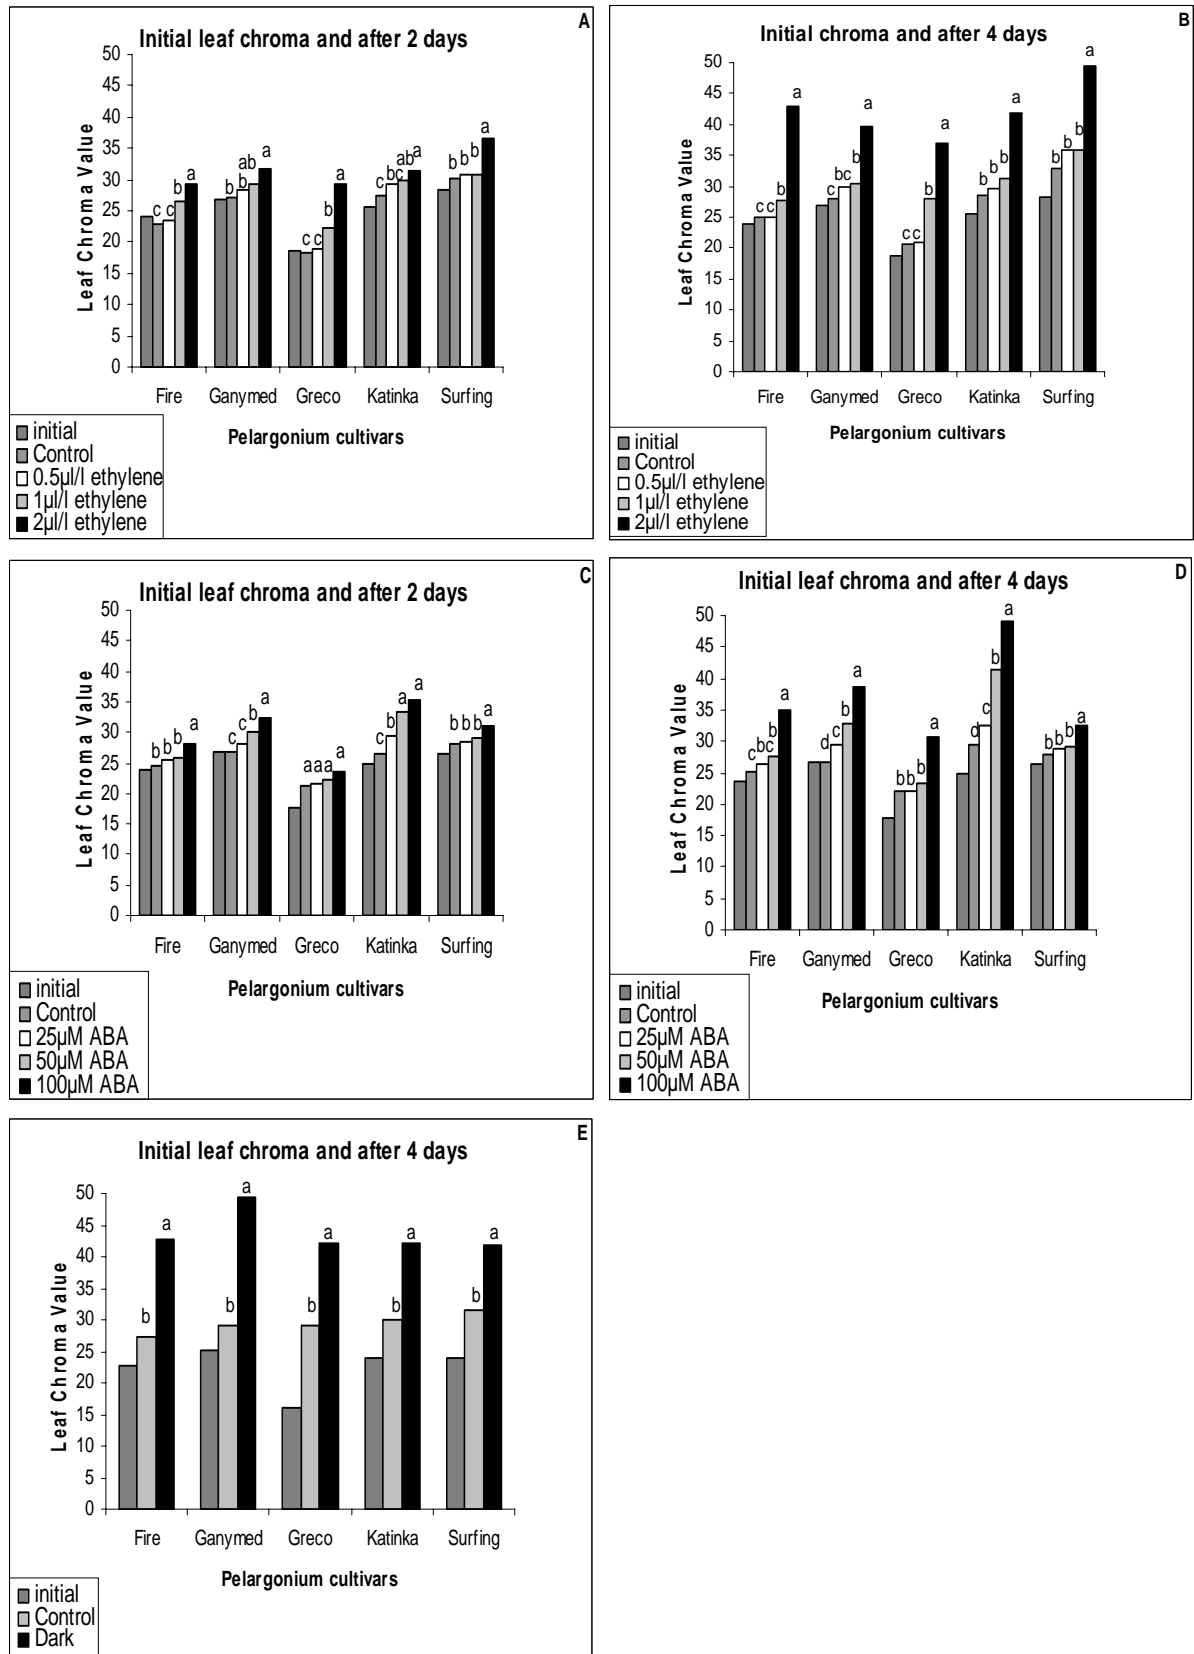 A
Initial leaf chroma and after 2 days
Leaf Chroma Value
50
45
40
35
30
25
20
15
10
5
0
c c b a
b b ab a
c c b a
c bc ab a
b b b a
Fire Ganymed Greco Katinka Surfing
Pelargonium cultivars
initial
Control
0.5µl/l ethylene
1µl/l ethylene
2µl/l ethylene
B
Initial chroma and after 4 days
Leaf Chroma Value
50
45
40
35
30
25
20
15
10
5
0
c c b a
c bc b a
c c b a
b b b a
b b b a
Fire Ganymed Greco Katinka Surfing
Pelargonium cultivars
initial
Control
0.5µl/l ethylene
1µl/l ethylene
2µl/l ethylene
C
Initial leaf chroma and after 2 days
Leaf Chroma Value
50
45
40
35
30
25
20
15
10
5
0
b b b a
c c b a
a a a a
c b a a
b b b a
Fire Ganymed Greco Katinka Surfing
Pelargonium cultivars
initial
Control
25µM ABA
50µM ABA
100µM ABA
D
Initial leaf chroma and after 4 days
Leaf Chroma Value
50
45
40
35
30
25
20
15
10
5
0
c bc b a
d c b a
b b b a
d c b a
b b b a
Fire Ganymed Greco Katinka Surfing
Pelargonium cultivars
initial
Control
25µM ABA
50µM ABA
100µM ABA
E
Initial leaf chroma and after 4 days
Leaf Chroma Value
50
45
40
35
30
25
20
15
10
5
0
b a
b a
b a
b a
b a
Fire Ganymed Greco Katinka Surfing
Pelargonium cultivars
initial
Control
Dark